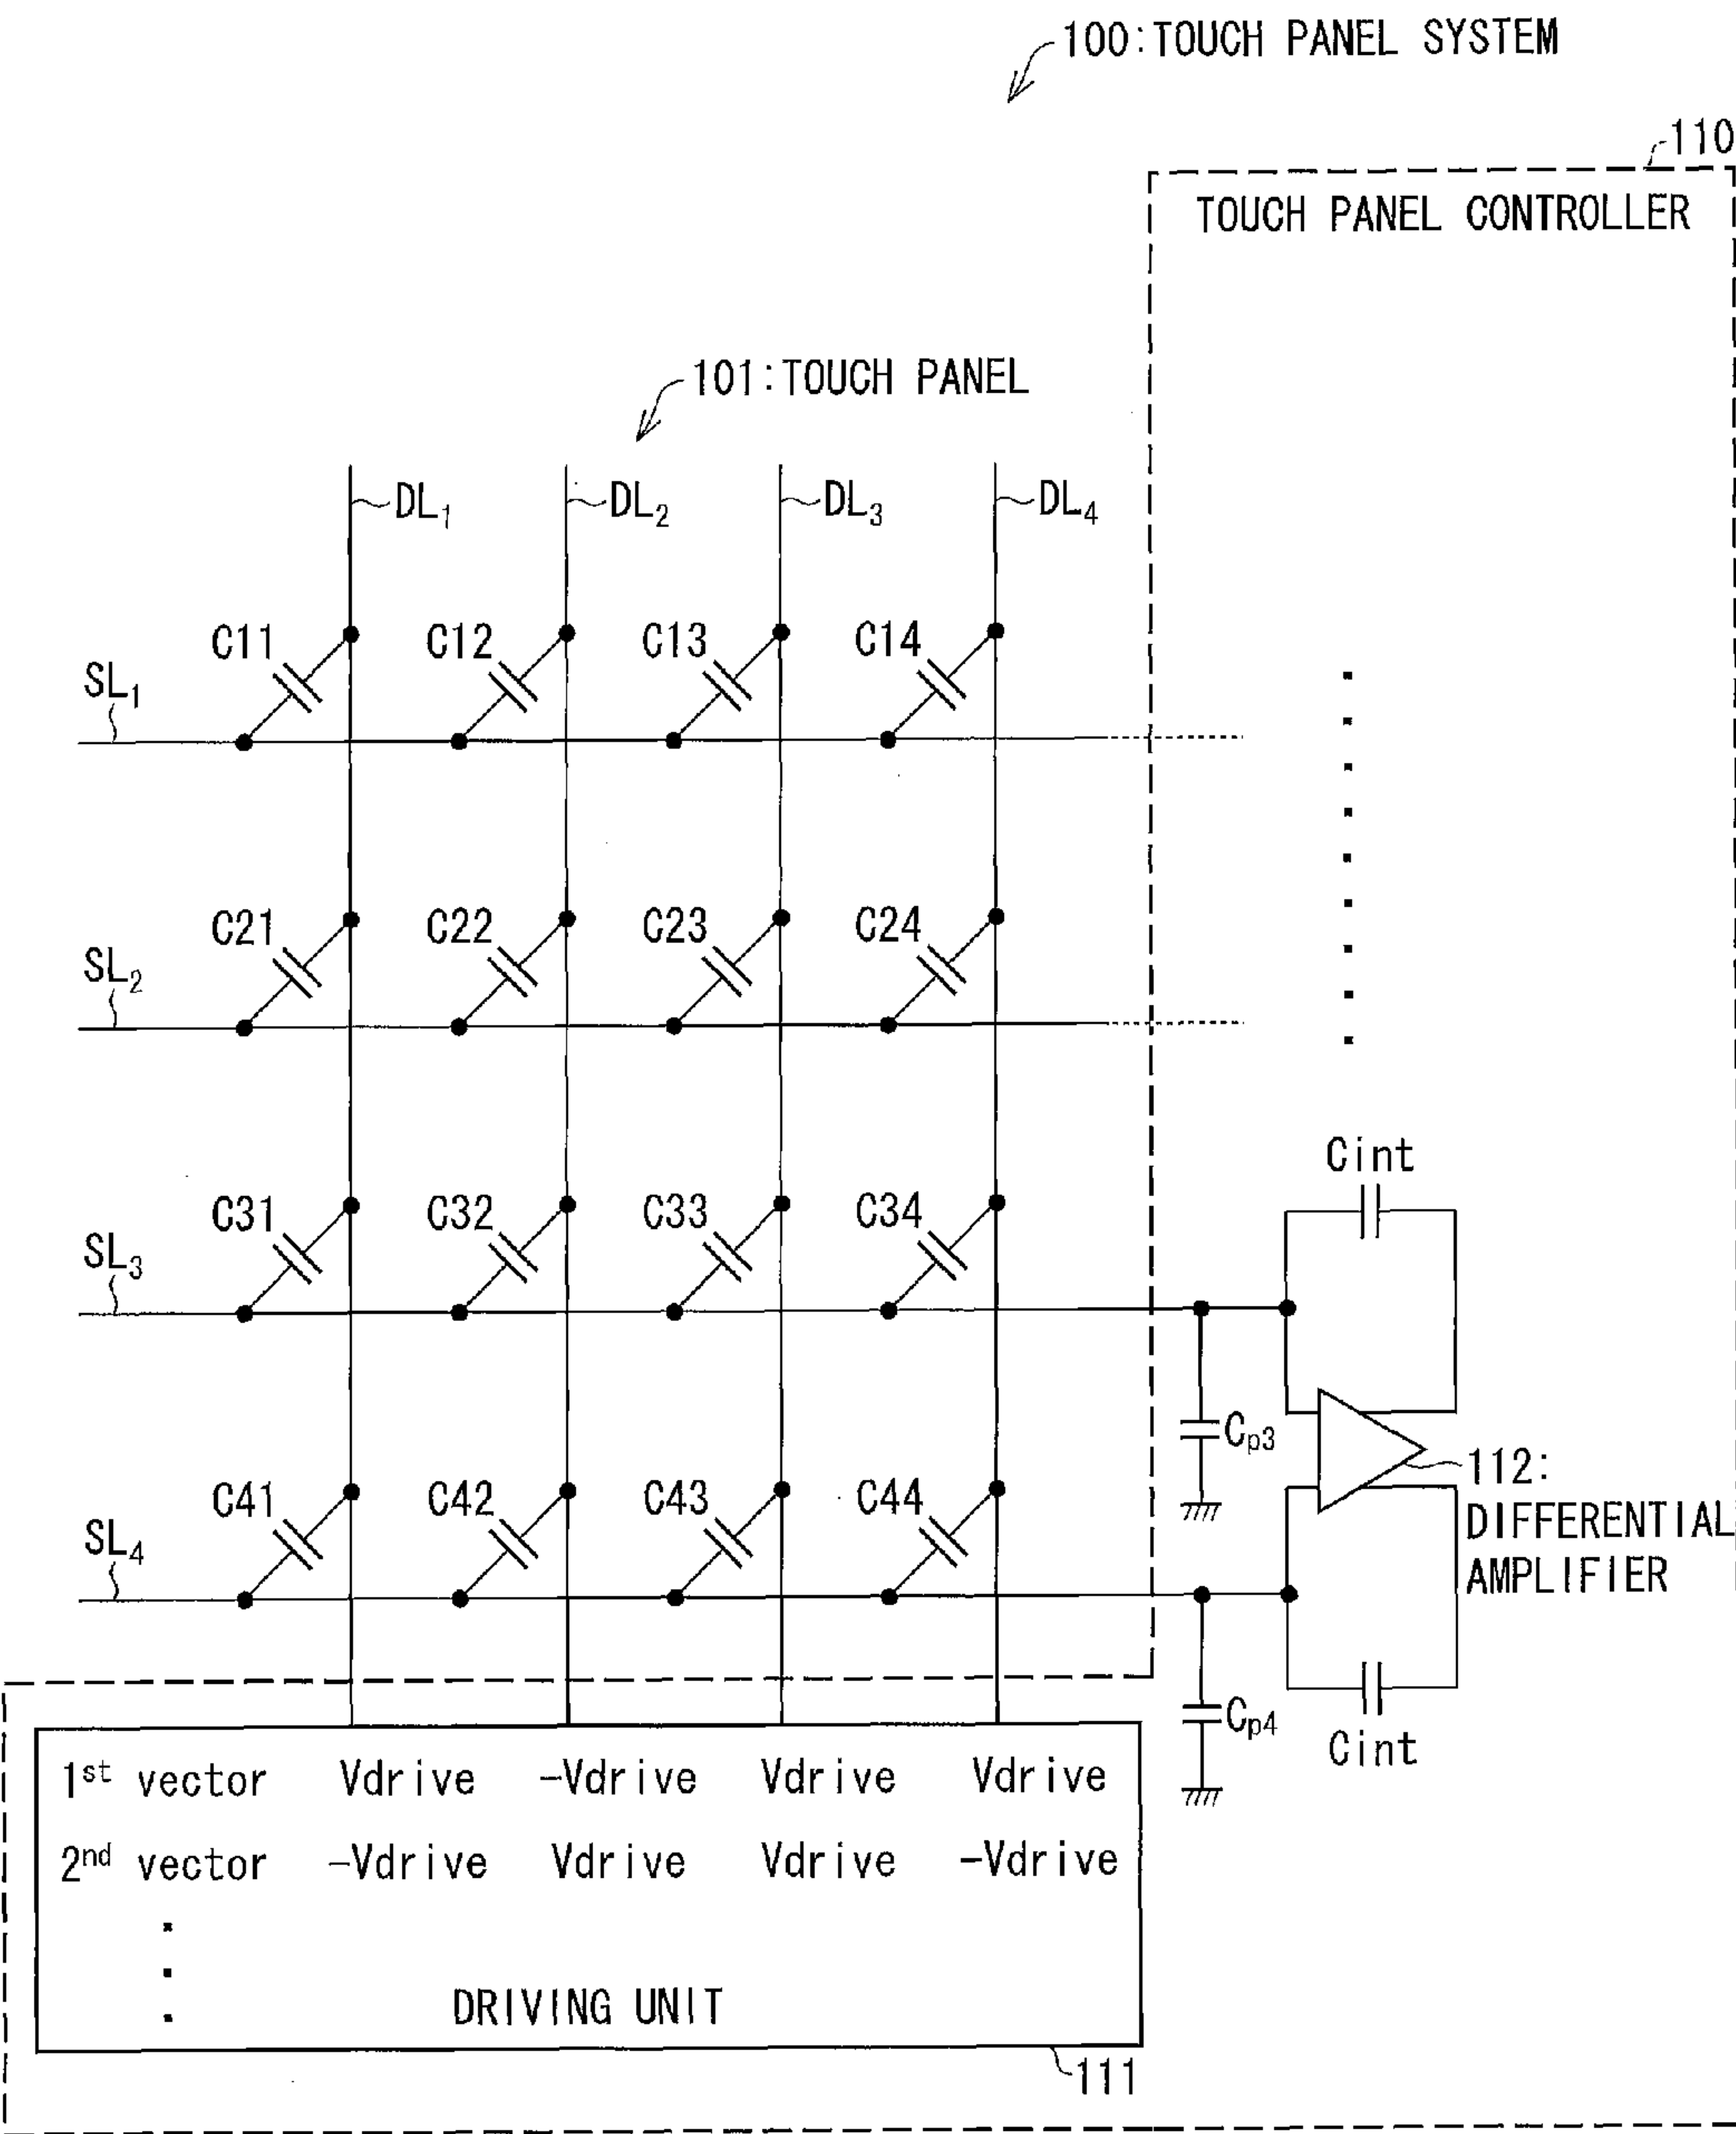 100:TOUCH PANEL SYSTEM
110
TOUCH PANEL CONTROLLER
101:TOUCH PANEL
DL1 DL2 DL3 DL4
C11 C12 C13 C14
SL1
C21 C22 C23 C24
SL2
Cint
C31 C32 C33 C34
SL3
Cp3
112:
DIFFERENTIAL
AMPLIFIER
C41 C42 C43 C44
SL4
Cp4
Cint
1st vector Vdrive -Vdrive Vdrive Vdrive
2nd vector -Vdrive Vdrive Vdrive -Vdrive
DRIVING UNIT
111